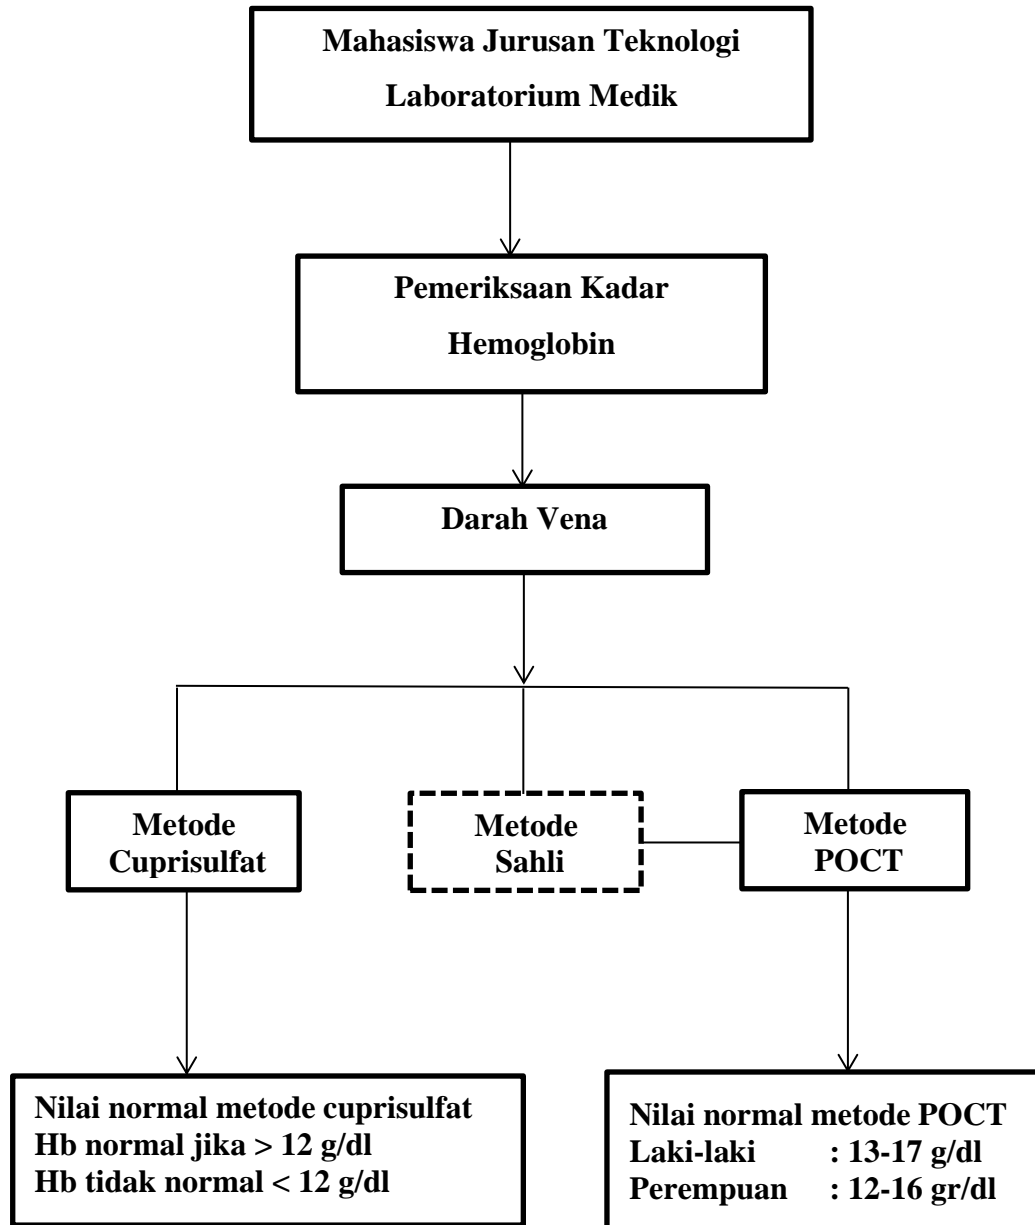 Mahasiswa Jurusan Teknologi
Laboratorium Medik
Pemeriksaan Kadar
Hemoglobin
Darah Vena
Metode
Cuprisulfat
Metode
Sahli
Metode
POCT
Nilai normal metode cuprisulfat
Hb normal jika > 12 g/dl
Hb tidak normal < 12 g/dl
Nilai normal metode POCT
Laki-laki : 13-17 g/dl
Perempuan : 12-16 gr/dl